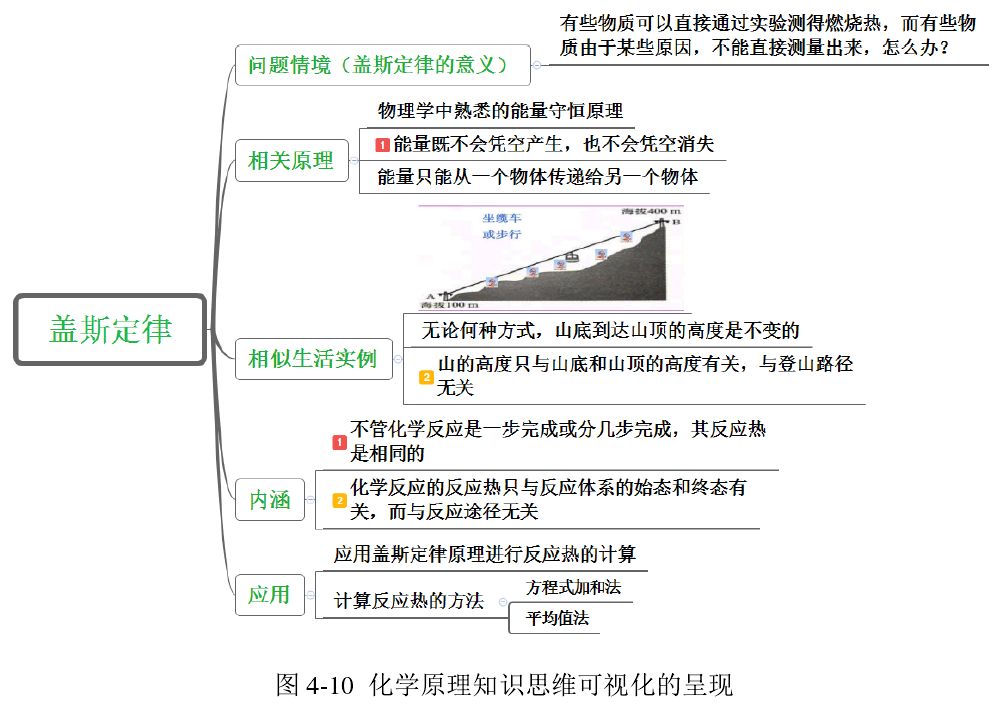 有些物质可以直接通过实验测得燃烧热，而有些物
质由于某些原因，不能直接测量出来，怎么办？
问题情境（盖斯定律的意义）
物理学中熟悉的能量守恒原理
1 能量既不会凭空产生，也不会凭空消失
相关原理
能量只能从一个物体传递给另一个物体
坐缆车
或步行
海拔400 m
B
A
海拔100 m
盖斯定律
无论何种方式，山底到达山顶的高度是不变的
相似生活实例
2 山的高度只与山底和山顶的高度有关，与登山路径
无关
1 不管化学反应是一步完成或分几步完成，其反应热
是相同的
内涵
2 化学反应的反应热只与反应体系的始态和终态有
关，而与反应途径无关
应用盖斯定律原理进行反应热的计算
应用
计算反应热的方法
方程式加和法
平均值法
图 4-10 化学原理知识思维可视化的呈现